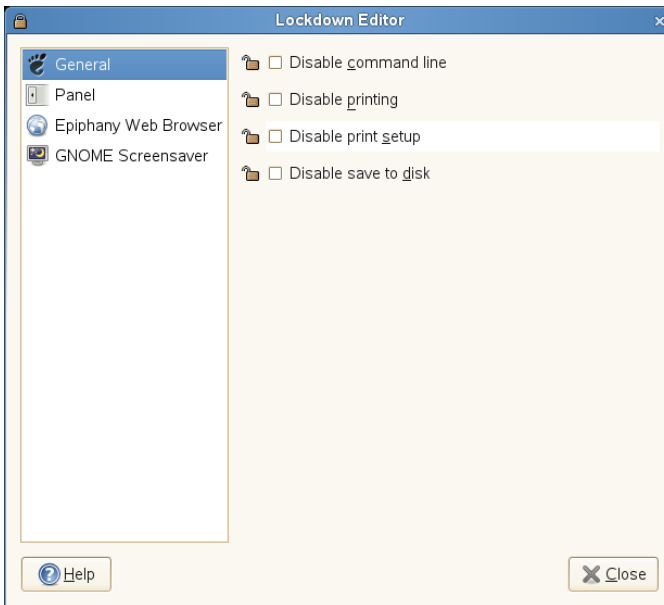 Lockdown Editor
General
Panel
Epiphany Web Browser
GNOME Screensaver
Disable command line
Disable printing
Disable print setup
Disable save to disk
Help
Close